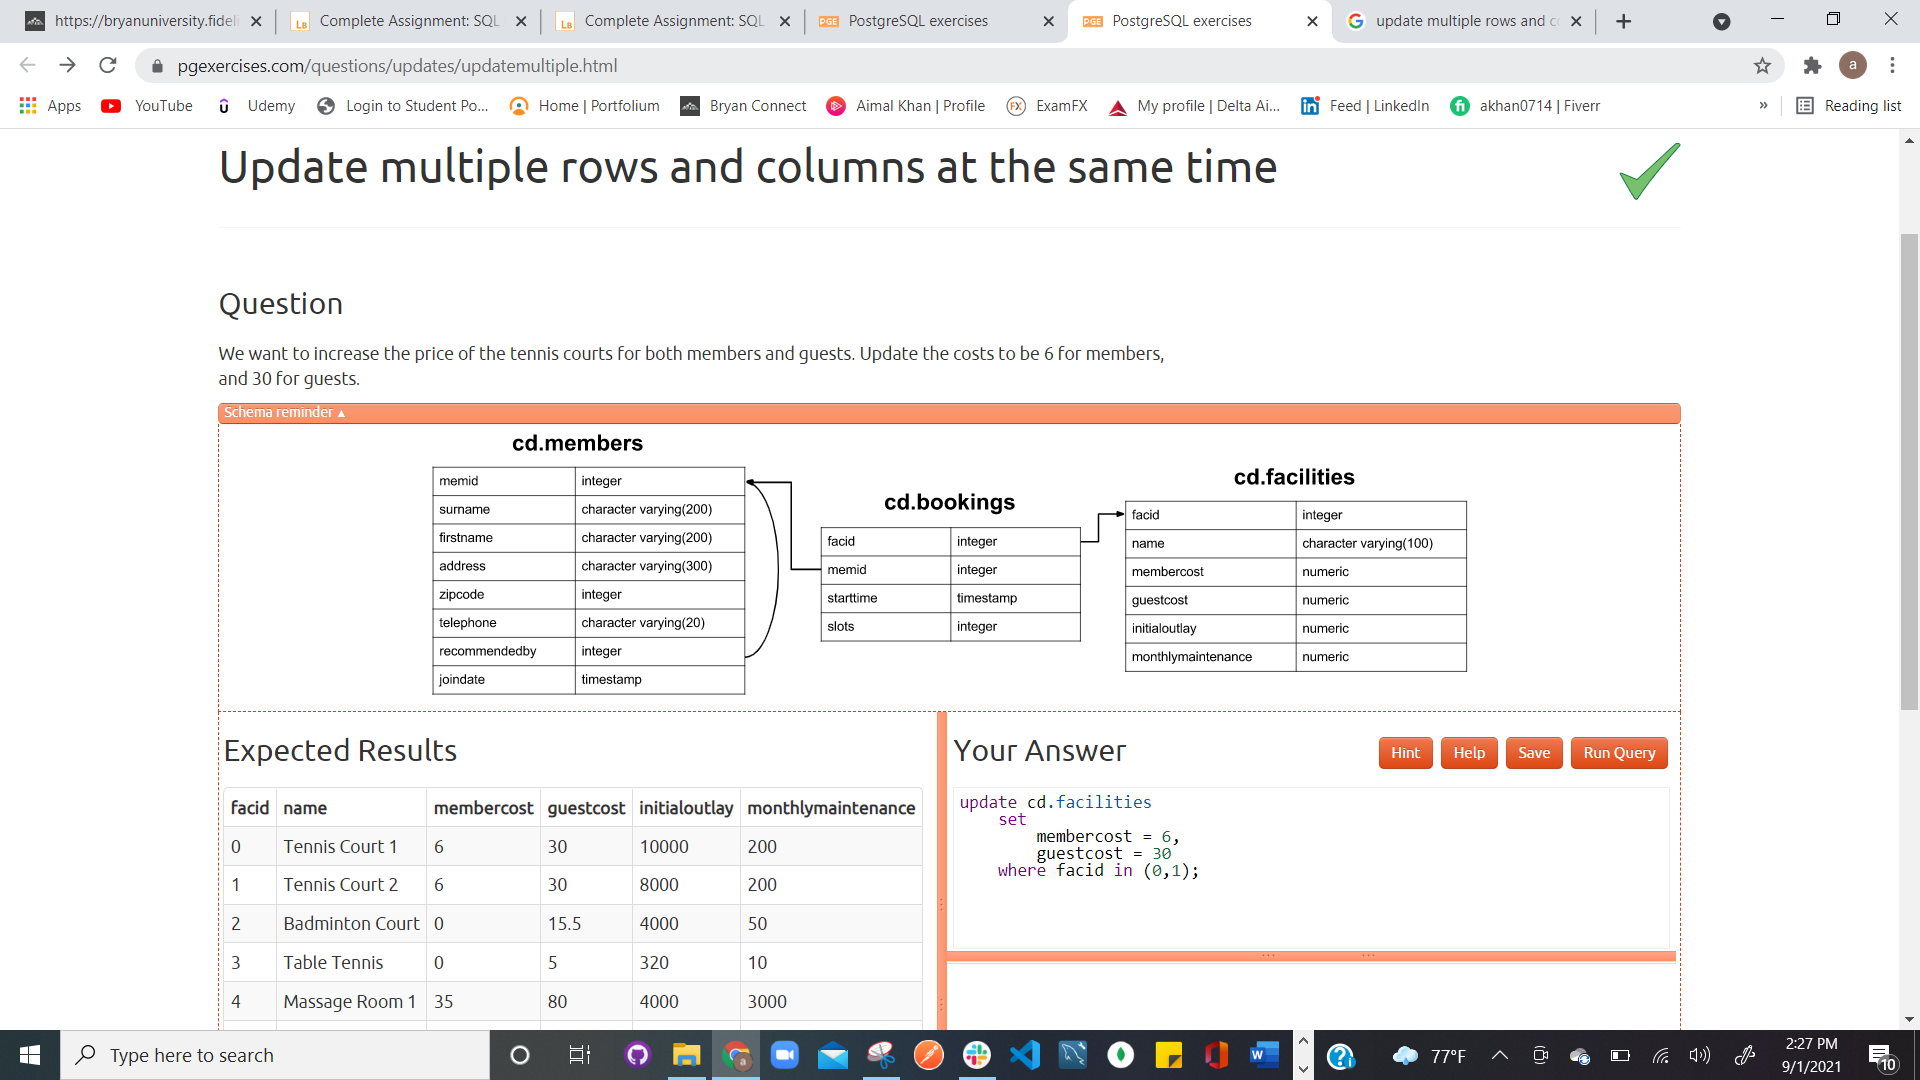 https://bryanuniversity.fideli
Complete Assignment: SQL
Complete Assignment: SQL
PostgreSQL exercises
PostgreSQL exercises
update multiple rows and co
pgexercises.com/questions/updates/updatemultiple.html
a
Apps
YouTube
Udemy
Login to Student Po...
Home | Portfolium
Bryan Connect
Aimal Khan | Profile
ExamFX
My profile | Delta Ai...
Feed | LinkedIn
akhan0714 | Fiverr
»
Reading list
Update multiple rows and columns at the same time
Question
We want to increase the price of the tennis courts for both members and guests. Update the costs to be 6 for members,
and 30 for guests.
Schema reminder ▲
cd.members
memid integer
surname character varying(200)
firstname character varying(200)
address character varying(300)
zipcode integer
telephone character varying(20)
recommendedby integer
joindate timestamp
cd.bookings
facid integer
memid integer
starttime timestamp
slots integer
cd.facilities
facid integer
name character varying(100)
membercost numeric
guestcost numeric
initialoutlay numeric
monthlymaintenance numeric
Expected Results
facid name membercost guestcost initialoutlay monthlymaintenance
0 Tennis Court 1 6 30 10000 200
1 Tennis Court 2 6 30 8000 200
2 Badminton Court 0 15.5 4000 50
3 Table Tennis 0 5 320 10
4 Massage Room 1 35 80 4000 3000
Your Answer
Hint Help Save Run Query
update cd.facilities
set
membercost = 6,
guestcost = 30
where facid in (0,1);
Type here to search
77°F
2:27 PM
9/1/2021
10